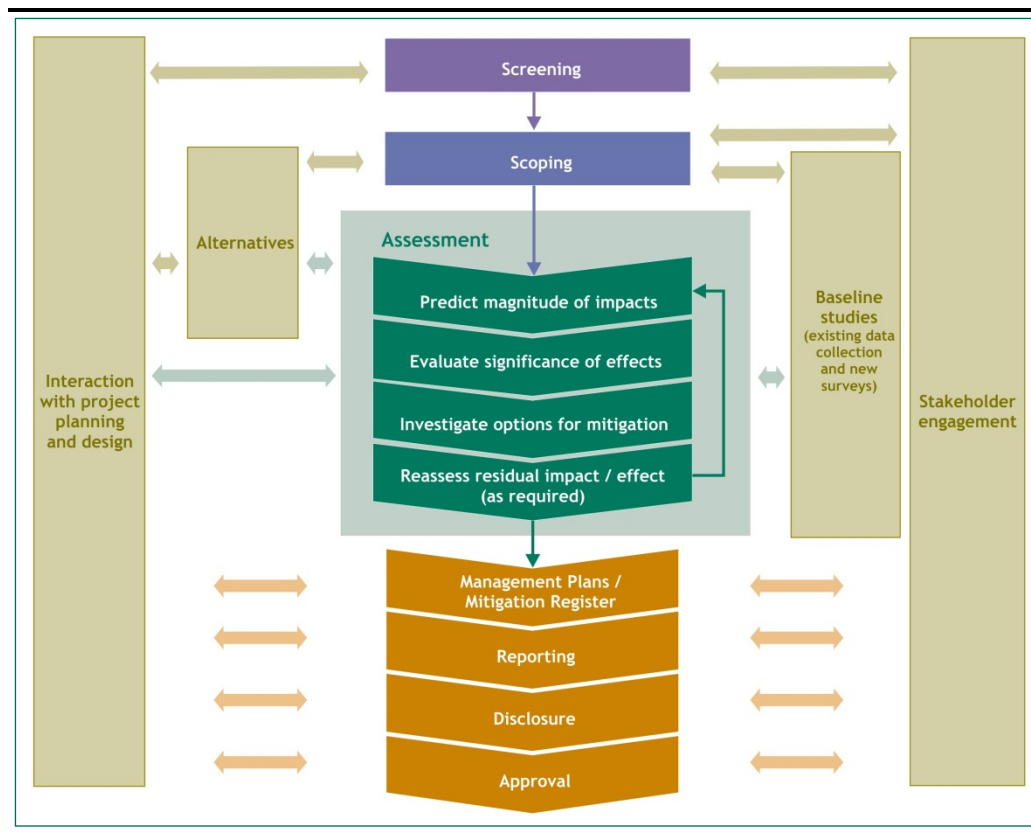 Screening
Scoping
Alternatives
Assessment
Predict magnitude of impacts
Evaluate significance of effects
Investigate options for mitigation
Reassess residual impact / effect
(as required)
Baseline
studies
(existing data
collection
and new
surveys)
Interaction
with project
planning
and design
Stakeholder
engagement
Management Plans /
Mitigation Register
Reporting
Disclosure
Approval